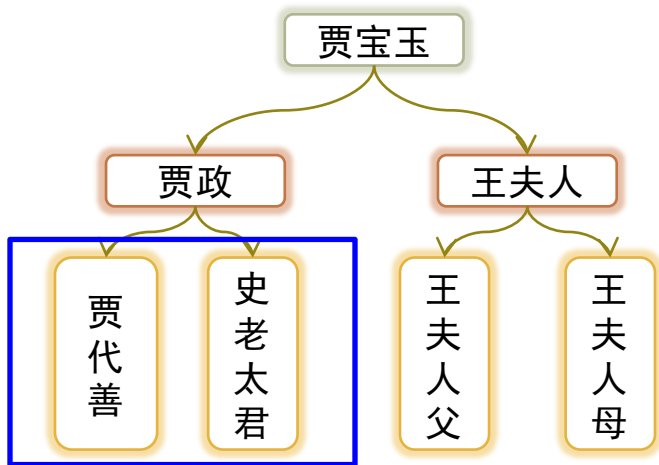 贾宝玉
贾政
王夫人
贾代善
史老太君
王夫人父
王夫人母